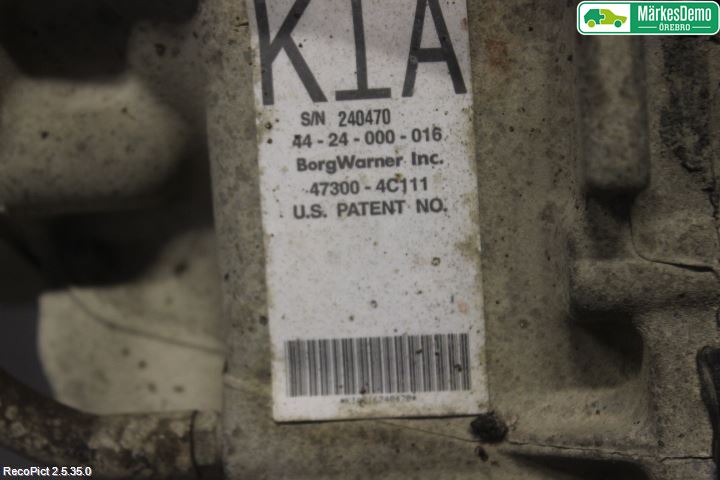 MärkesDemo
ÖREBRO
KIA
S/N 240470
44-24-000-016
BorgWarner Inc.
47300-4C111
U.S. PATENT NO.
*KIA016240470*
RecoPict 2.5.35.0